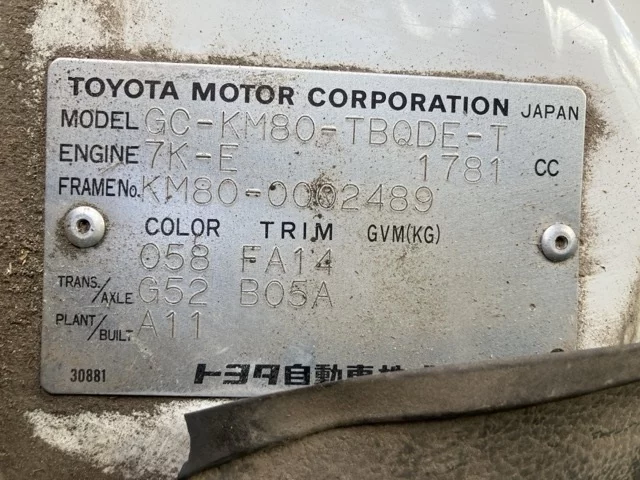 TOYOTA MOTOR CORPORATION JAPAN
MODEL GC-KM80-TBQDE-T
ENGINE 7K-E 1781 CC
FRAME No. KM80-0002489
COLOR TRIM GVM(KG)
058 FA14
TRANS./AXLE G52 B05A
PLANT/BUILT A11
30881 トヨタ自動車